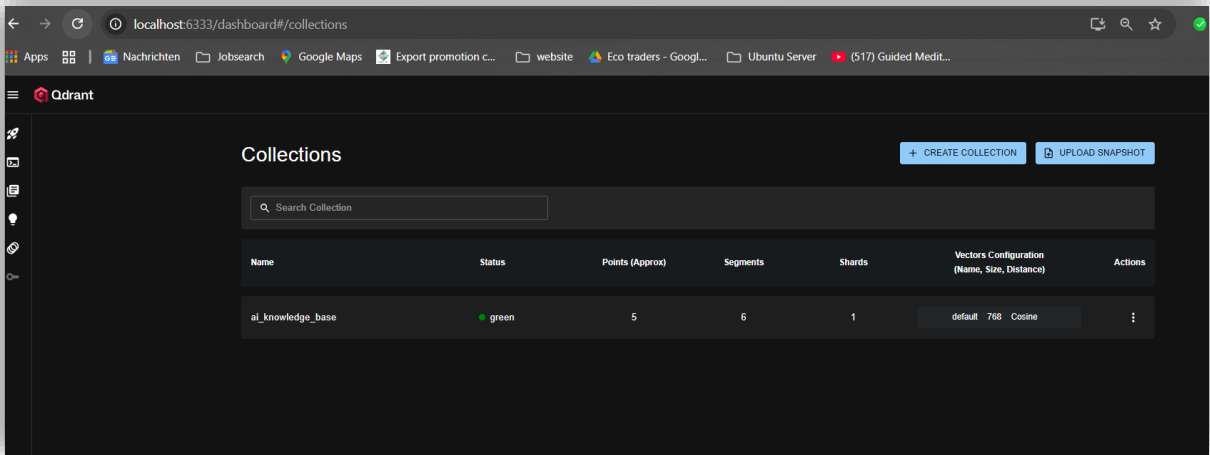 localhost:6333/dashboard#/collections
Apps Nachrichten Jobsearch Google Maps Export promotion c... website Eco traders - Googl... Ubuntu Server (517) Guided Medit...
Qdrant
Collections
+ CREATE COLLECTION UPLOAD SNAPSHOT
Search Collection
Name Status Points (Approx) Segments Shards Vectors Configuration Actions
(Name, Size, Distance)
ai_knowledge_base green 5 6 1 default 768 Cosine